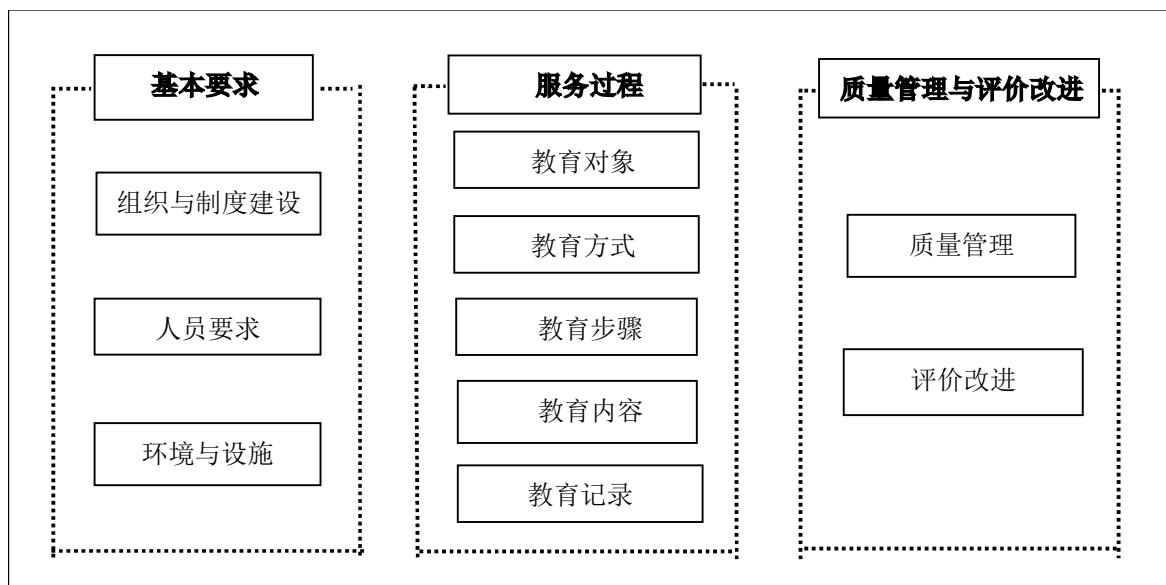 基本要求
组织与制度建设
人员要求
环境与设施
服务过程
教育对象
教育方式
教育步骤
教育内容
教育记录
质量管理与评价改进
质量管理
评价改进